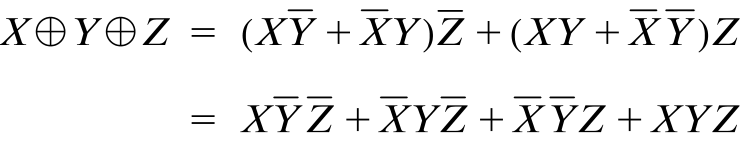 X⊕Y⊕Z = (XY̅ + X̅Y)Z̅ + (XY + X̅ Y̅)Z
= XY̅ Z̅ + X̅YZ̅ + X̅ Y̅Z + XYZ